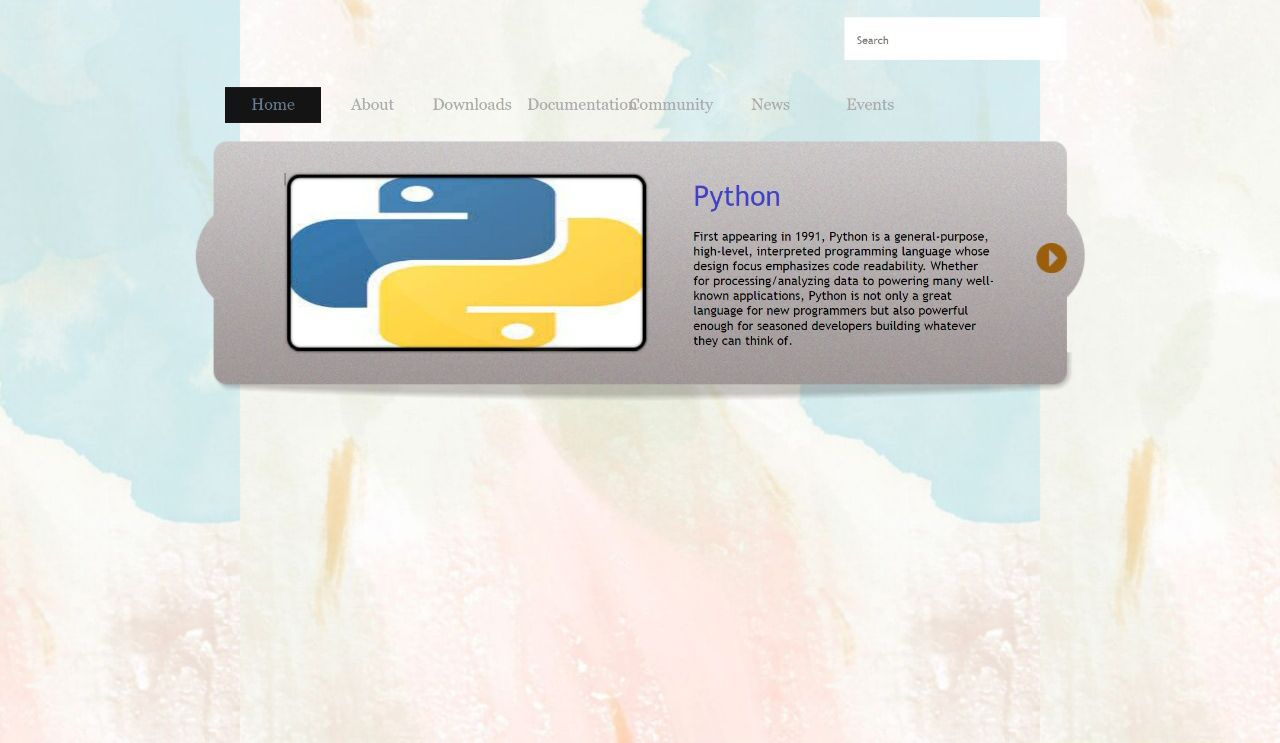 Search
Home About Downloads Documentation Community News Events
Python
First appearing in 1991, Python is a general-purpose,
high-level, interpreted programming language whose
design focus emphasizes code readability. Whether
for processing/analyzing data to powering many well-
known applications, Python is not only a great
language for new programmers but also powerful
enough for seasoned developers building whatever
they can think of.